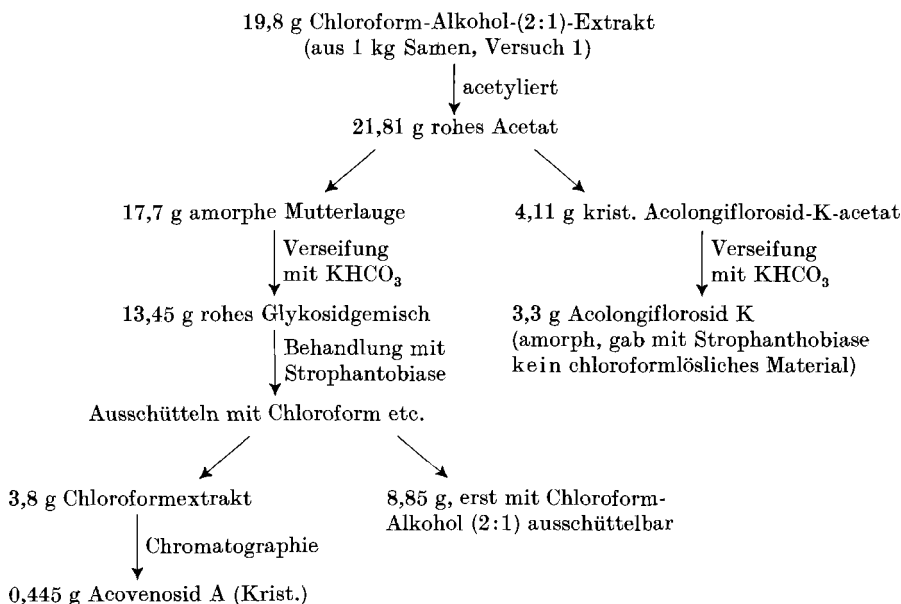 19,8 g Chloroform-Alkohol-(2:1)-Extrakt
(aus 1 kg Samen, Versuch 1)
acetyliert
21,81 g rohes Acetat
17,7 g amorphe Mutterlauge
4,11 g krist. Acolongiflorosid-K-acetat
Verseifung
mit KHCO₃
Verseifung
mit KHCO₃
13,45 g rohes Glykosidgemisch
3,3 g Acolongiflorosid K
(amorph, gab mit Strophanthobiase
kein chloroformlösliches Material)
Behandlung mit
Strophantobiase
Ausschütteln mit Chloroform etc.
3,8 g Chloroformextrakt
8,85 g, erst mit Chloroform-
Alkohol (2:1) ausschüttelbar
Chromatographie
0,445 g Acovenosid A (Krist.)